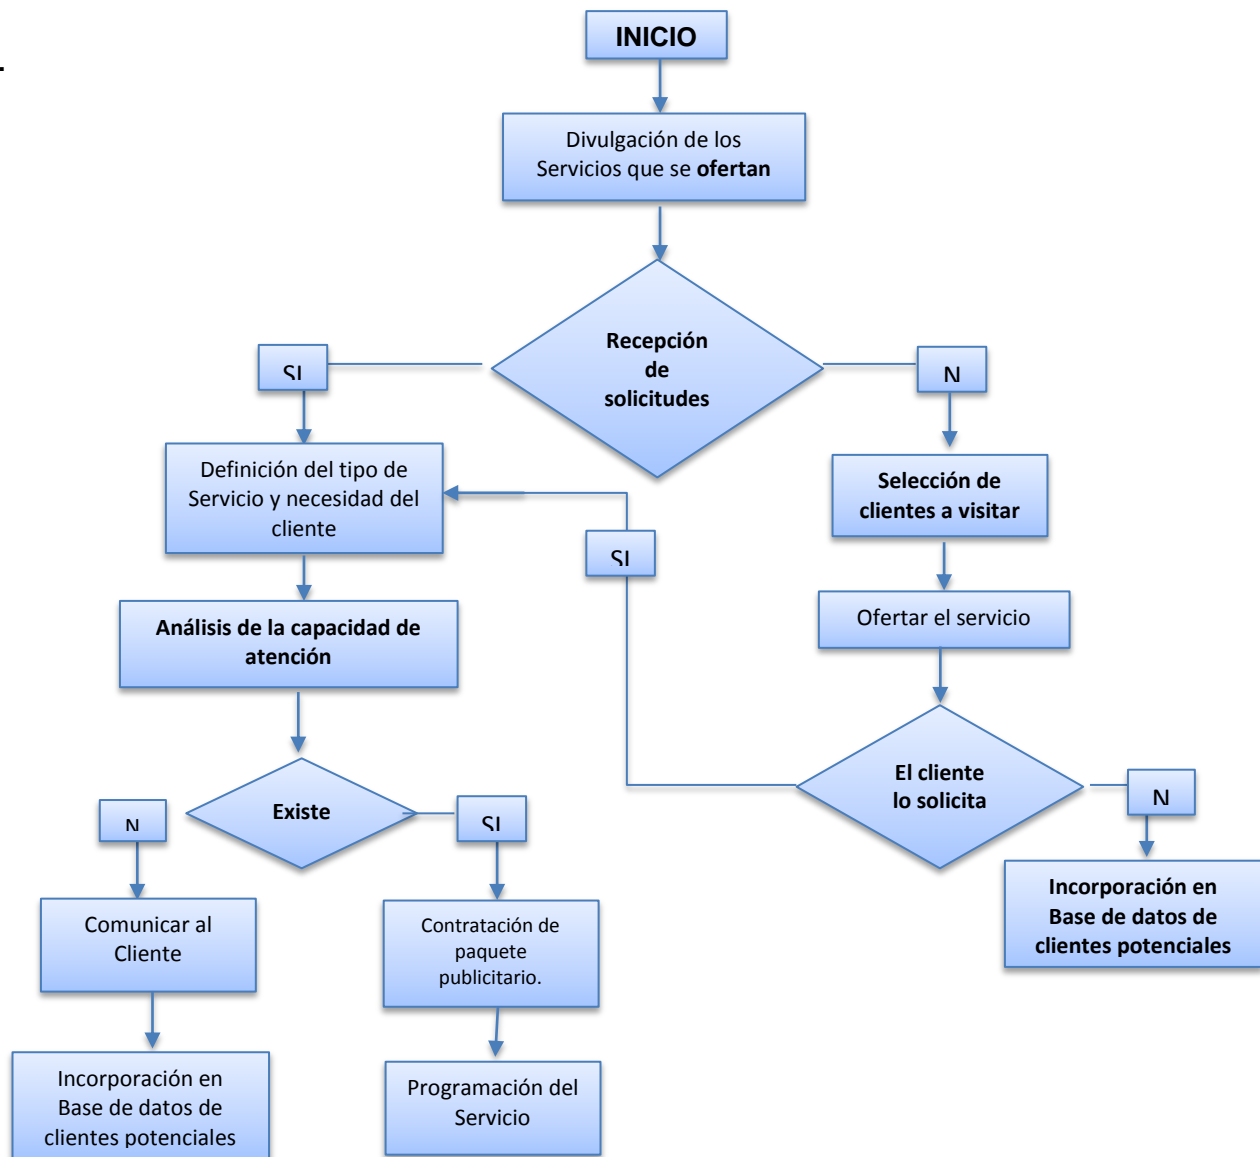 INICIO
.
Divulgación de los
Servicios que se ofertan
Recepción
de
solicitudes
SI
N
Definición del tipo de
Servicio y necesidad del
cliente
Selección de
clientes a visitar
SI
Ofertar el servicio
Análisis de la capacidad de
atención
El cliente
lo solicita
N
Existe
N
SI
Incorporación en
Base de datos de
clientes potenciales
Comunicar al
Cliente
Contratación de
paquete
publicitario.
Incorporación en
Base de datos de
clientes potenciales
Programación del
Servicio